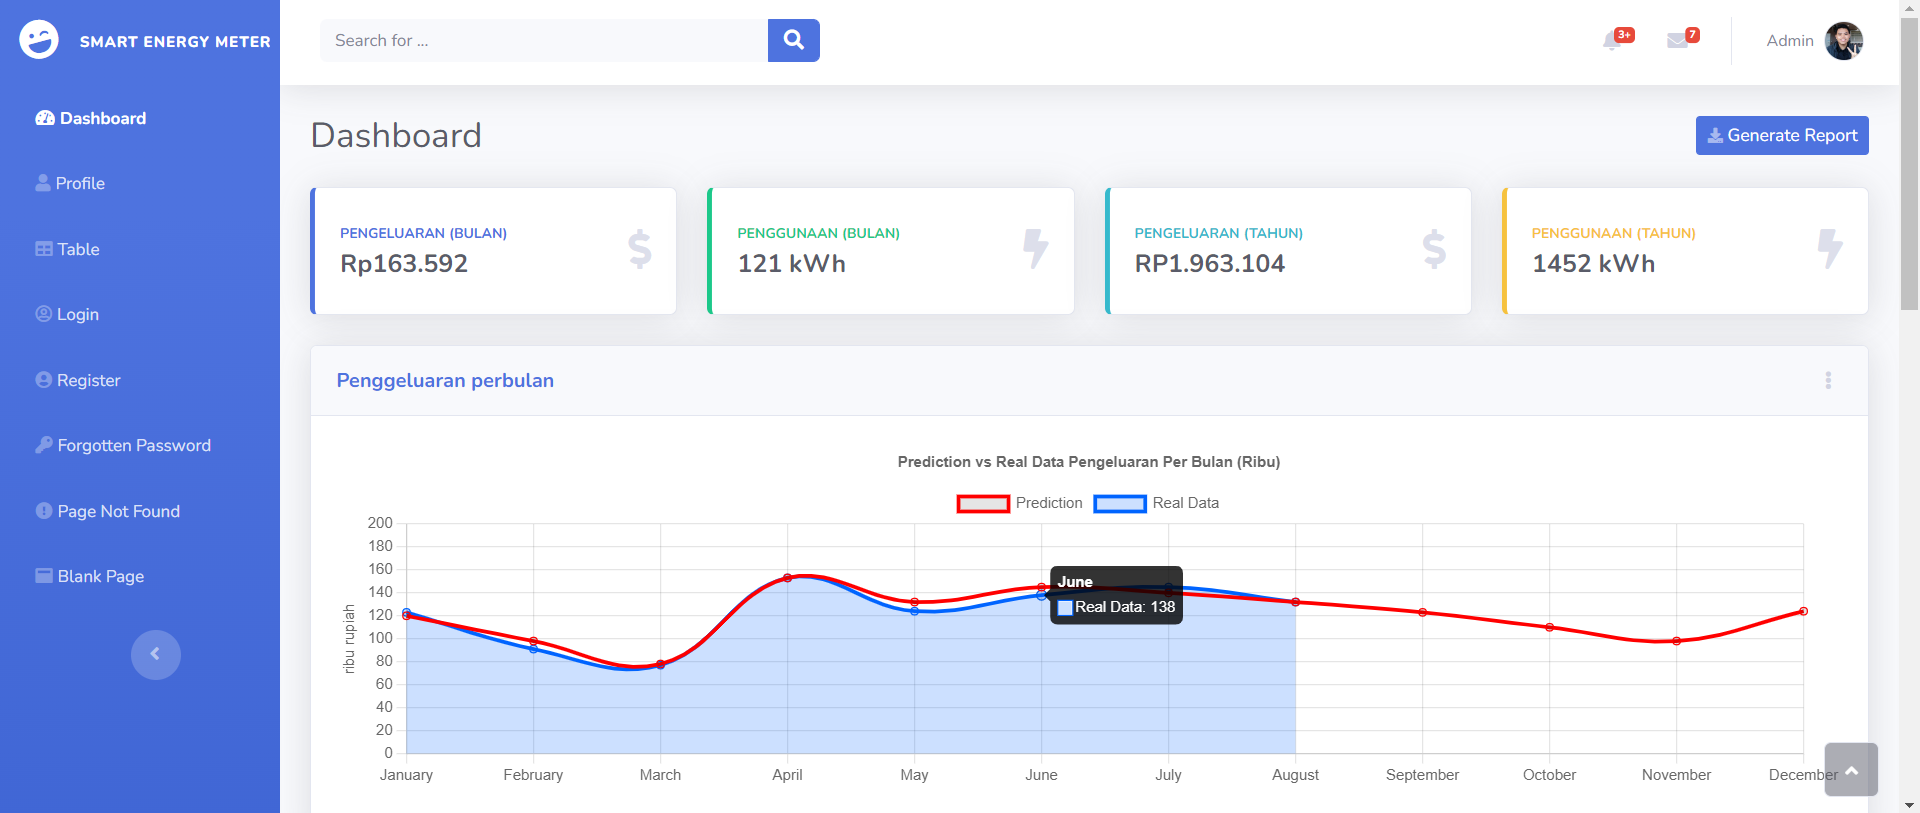 SMART ENERGY METER
Search for ...
3+
7
Admin
Dashboard
Profile
Table
Login
Register
Forgotten Password
Page Not Found
Blank Page
Dashboard
Generate Report
PENGELUARAN (BULAN)
Rp163.592
PENGGUNAAN (BULAN)
121 kWh
PENGELUARAN (TAHUN)
RP1.963.104
PENGGUNAAN (TAHUN)
1452 kWh
Penggeluaran perbulan
Prediction vs Real Data Pengeluaran Per Bulan (Ribu)
Prediction Real Data
ribu rupiah
200
180
160
140
120
100
80
60
40
20
0
June
Real Data: 138
January February March April May June July August September October November December